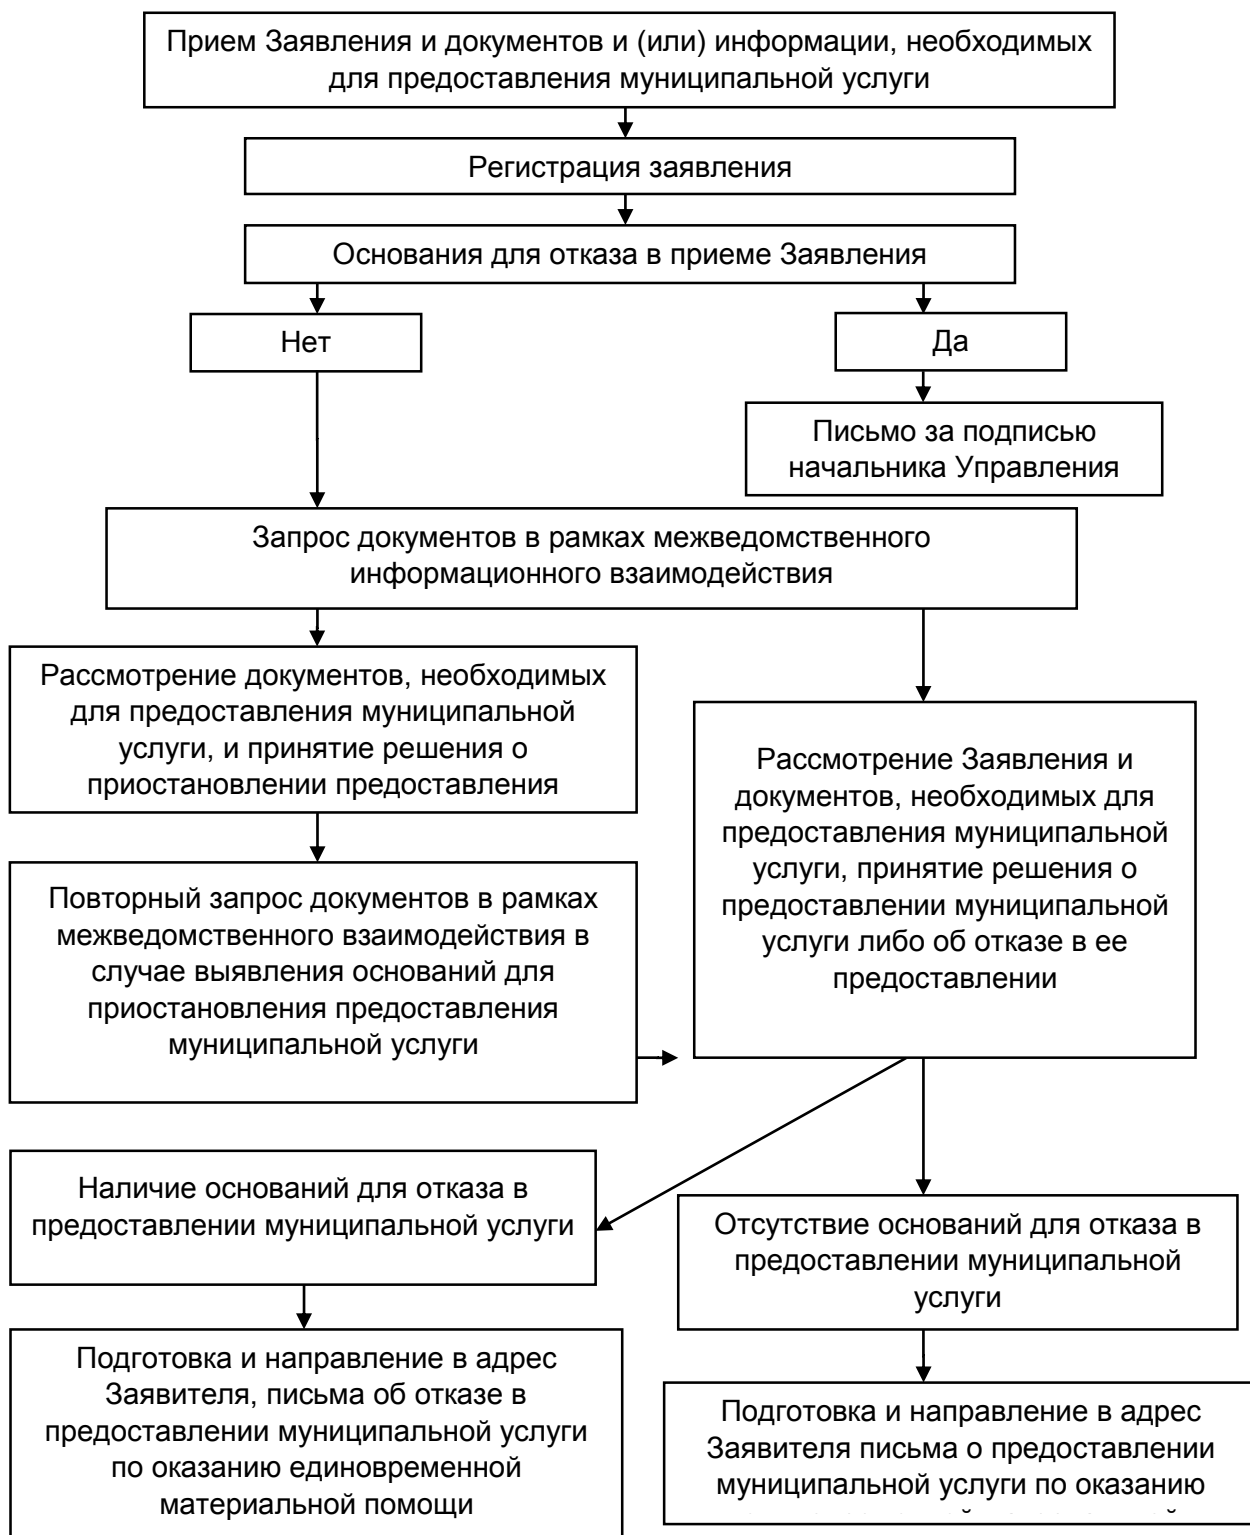 Прием Заявления и документов и (или) информации, необходимых
для предоставления муниципальной услуги
Регистрация заявления
Основания для отказа в приеме Заявления
Нет
Да
Письмо за подписью
начальника Управления
Запрос документов в рамках межведомственного
информационного взаимодействия
Рассмотрение документов, необходимых
для предоставления муниципальной
услуги, и принятие решения о
приостановлении предоставления
Рассмотрение Заявления и
документов, необходимых для
предоставления муниципальной
услуги, принятие решения о
предоставлении муниципальной
услуги либо об отказе в ее
предоставлении
Повторный запрос документов в рамках
межведомственного взаимодействия в
случае выявления оснований для
приостановления предоставления
муниципальной услуги
Наличие оснований для отказа в
предоставлении муниципальной услуги
Отсутствие оснований для отказа в
предоставлении муниципальной
услуги
Подготовка и направление в адрес
Заявителя, письма об отказе в
предоставлении муниципальной услуги
по оказанию единовременной
материальной помощи
Подготовка и направление в адрес
Заявителя письма о предоставлении
муниципальной услуги по оказанию